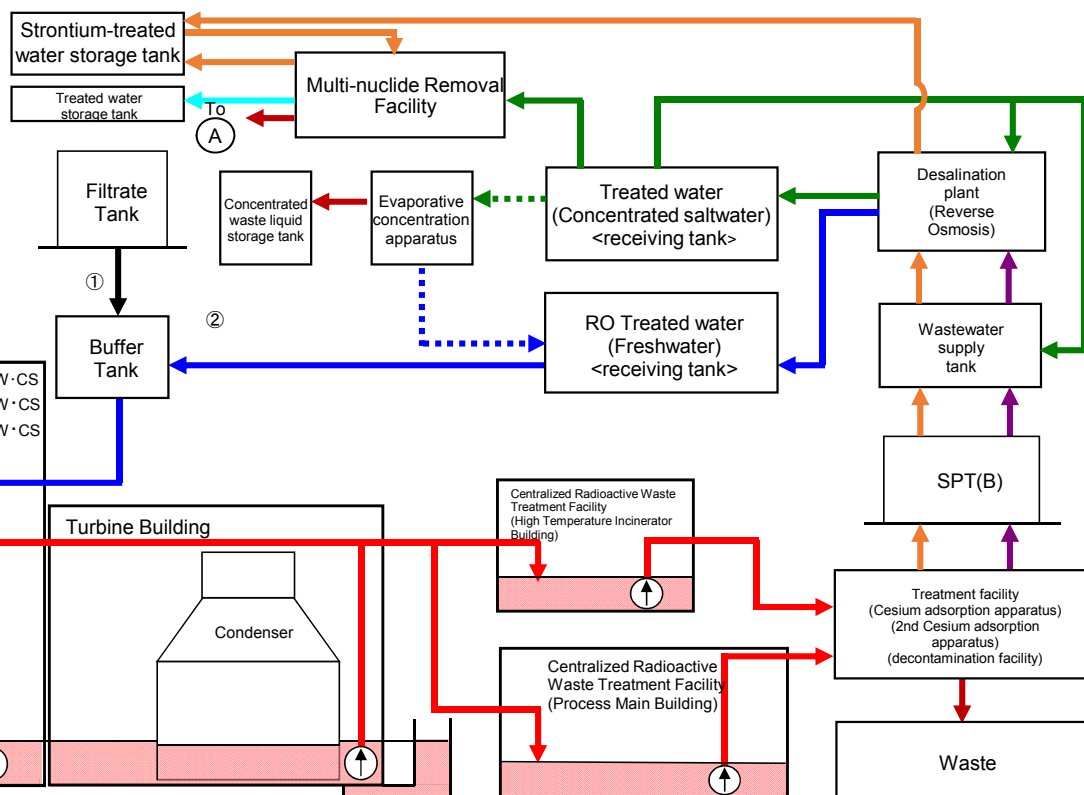 Strontium-treated
water storage tank
Multi-nuclide Removal
Facility
Treated water
storage tank
To
A
Filtrate
Tank
Concentrated
waste liquid
storage tank
Evaporative
concentration
apparatus
Treated water
(Concentrated saltwater)
<receiving tank>
Desalination
plant
(Reverse
Osmosis)
①
②
Buffer
Tank
RO Treated water
(Freshwater)
<receiving tank>
Wastewater
supply
tank
W・CS
W・CS
W・CS
SPT(B)
Turbine Building
Condenser
Centralized Radioactive Waste
Treatment Facility
(High Temperature Incinerator
Building)
Centralized Radioactive
Waste Treatment Facility
(Process Main Building)
Treatment facility
(Cesium adsorption apparatus)
(2nd Cesium adsorption
apparatus)
(decontamination facility)
Waste